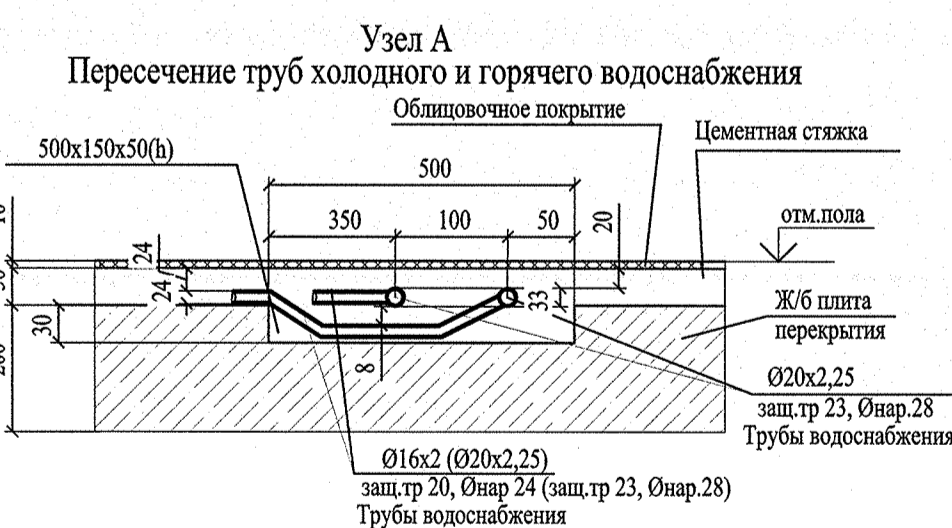 Узел А
Пересечение труб холодного и горячего водоснабжения
Облицовочное покрытие
Цементная стяжка
500х150х50(h)
500
350
100
50
20
отм.пола
24
24
33
30
8
Ж/б плита
перекрытия
Ø20х2,25
защ.тр 23, Øнар.28
Трубы водоснабжения
Ø16х2 (Ø20х2,25)
защ.тр 20, Øнар 24 (защ.тр 23, Øнар.28)
Трубы водоснабжения